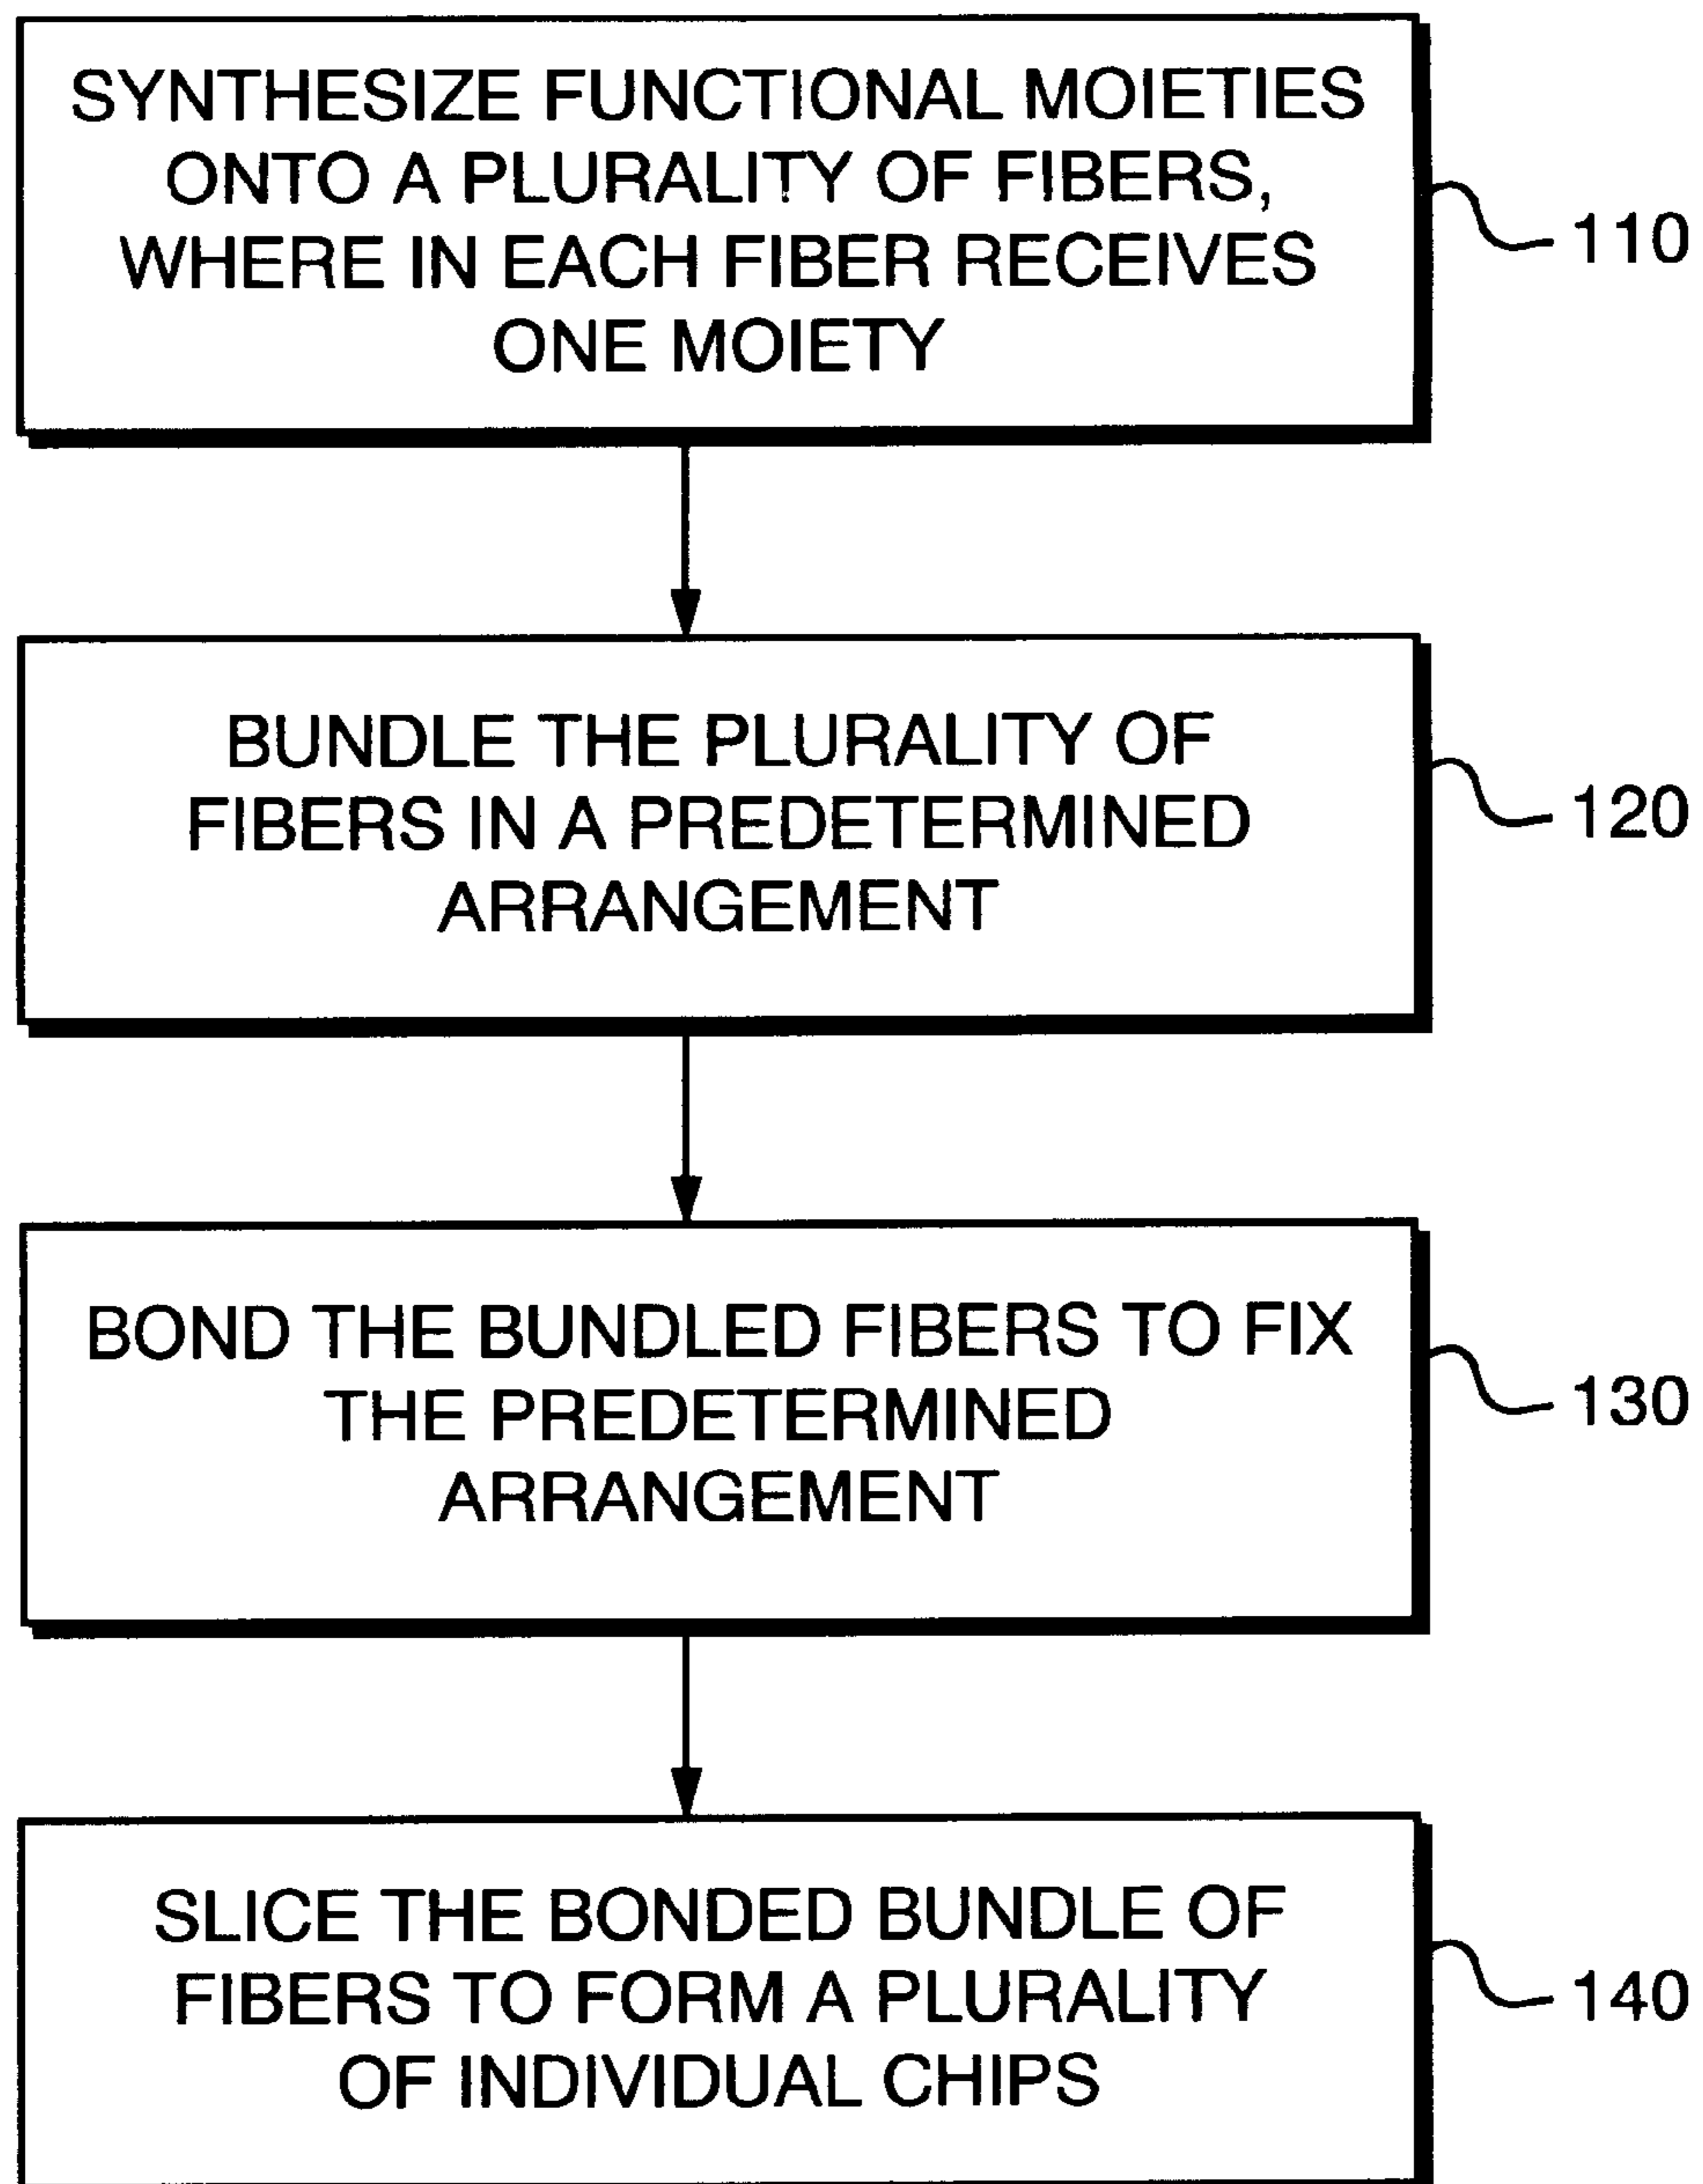 SYNTHESIZE FUNCTIONAL MOIETIES
ONTO A PLURALITY OF FIBERS,
WHERE IN EACH FIBER RECEIVES
ONE MOIETY
110
BUNDLE THE PLURALITY OF
FIBERS IN A PREDETERMINED
ARRANGEMENT
120
BOND THE BUNDLED FIBERS TO FIX
THE PREDETERMINED
ARRANGEMENT
130
SLICE THE BONDED BUNDLE OF
FIBERS TO FORM A PLURALITY
OF INDIVIDUAL CHIPS
140